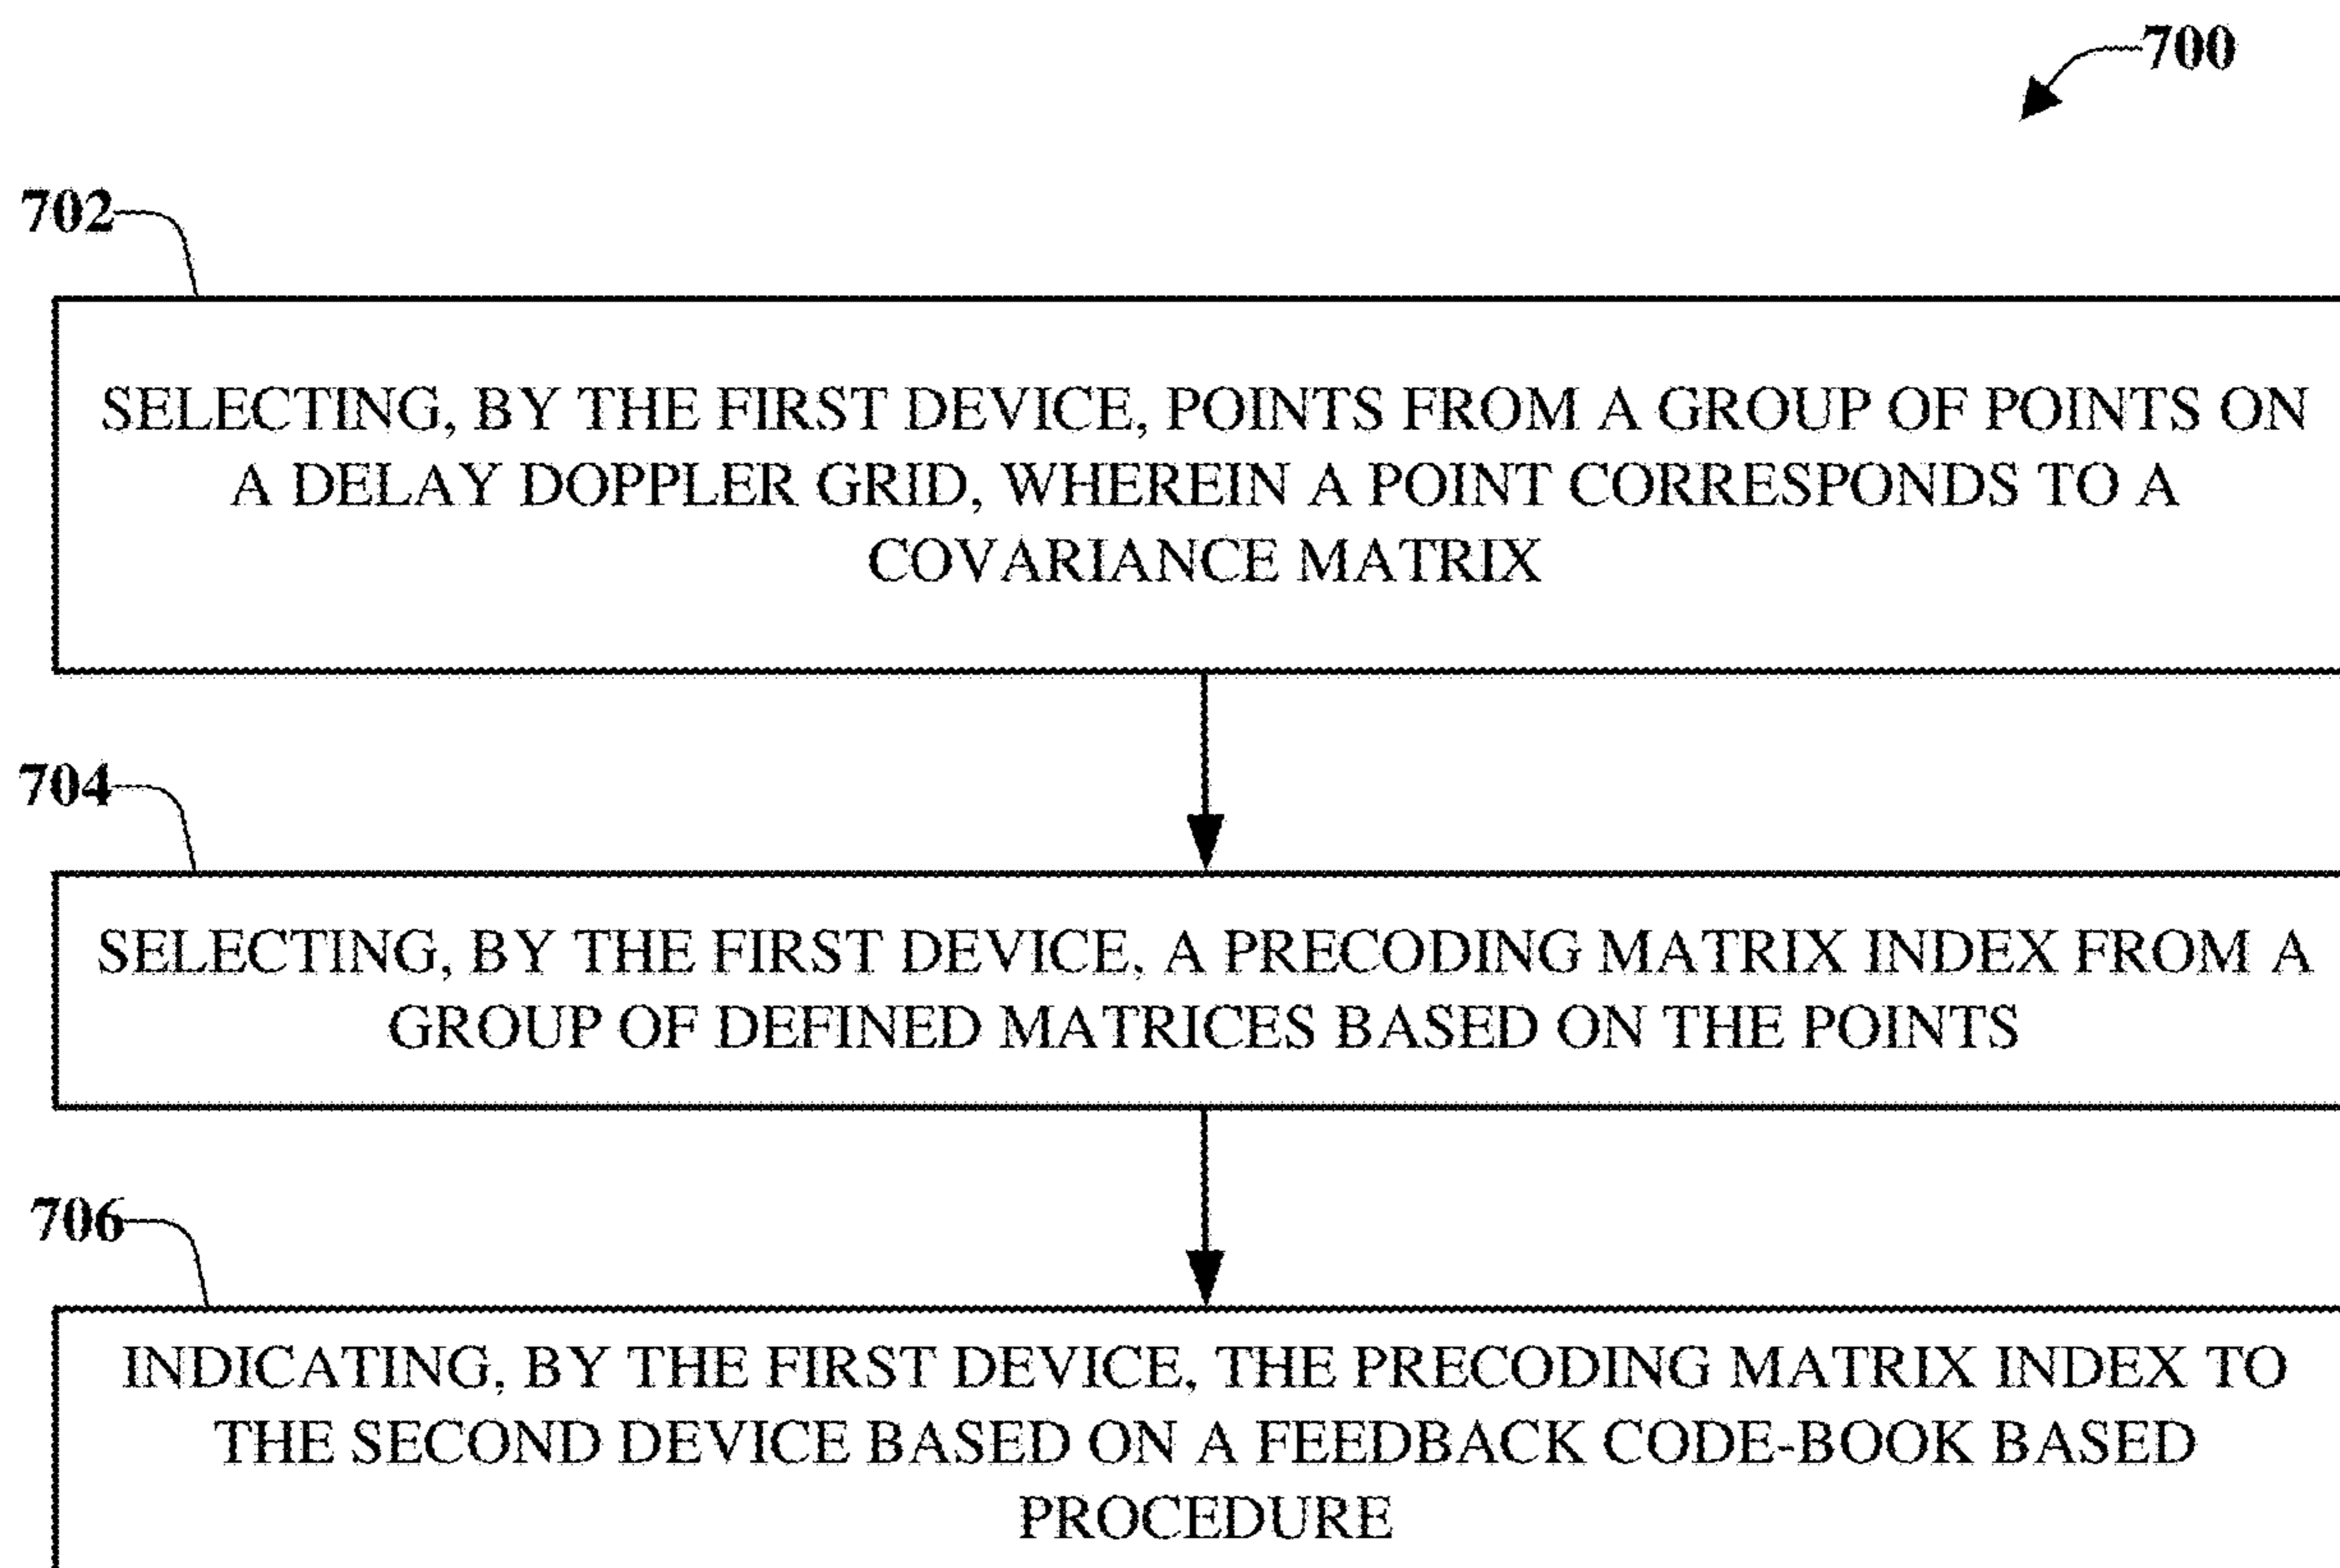 700
702
SELECTING, BY THE FIRST DEVICE, POINTS FROM A GROUP OF POINTS ON
A DELAY DOPPLER GRID, WHEREIN A POINT CORRESPONDS TO A
COVARIANCE MATRIX
704
SELECTING, BY THE FIRST DEVICE, A PRECODING MATRIX INDEX FROM A
GROUP OF DEFINED MATRICES BASED ON THE POINTS
706
INDICATING, BY THE FIRST DEVICE, THE PRECODING MATRIX INDEX TO
THE SECOND DEVICE BASED ON A FEEDBACK CODE-BOOK BASED
PROCEDURE